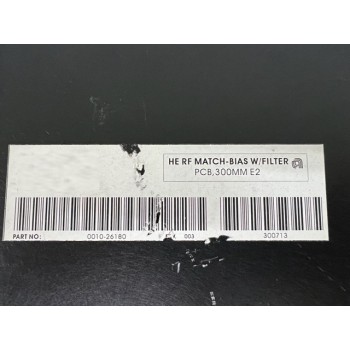 HE RF MATCH-BIAS W/FILTER
PCB,300MM E2
PART NO: 0010-26180 003 300713